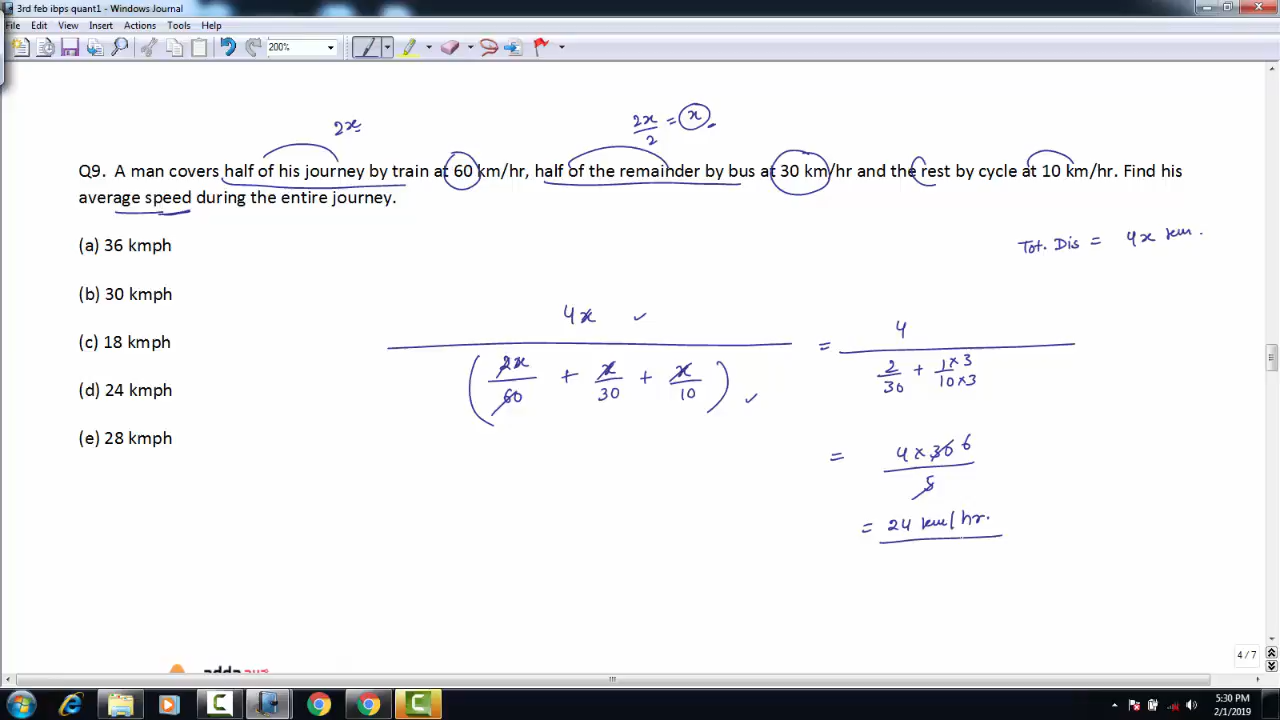 3rd feb ibps quant1 - Windows Journal
File Edit View Insert Actions Tools Help
200%
2x
2x/2 = x
Q9. A man covers half of his journey by train at 60 km/hr, half of the remainder by bus at 30 km/hr and the rest by cycle at 10 km/hr. Find his
average speed during the entire journey.
(a) 36 kmph
(b) 30 kmph
(c) 18 kmph
(d) 24 kmph
(e) 28 kmph
Tot. Dis = 4x km.
4x
(2x/60 + x/30 + x/10)
= 4
2/30 + 1×3/10×3
= 4×30 6
5
= 24 km/hr.
4 / 7
5:30 PM
2/1/2019